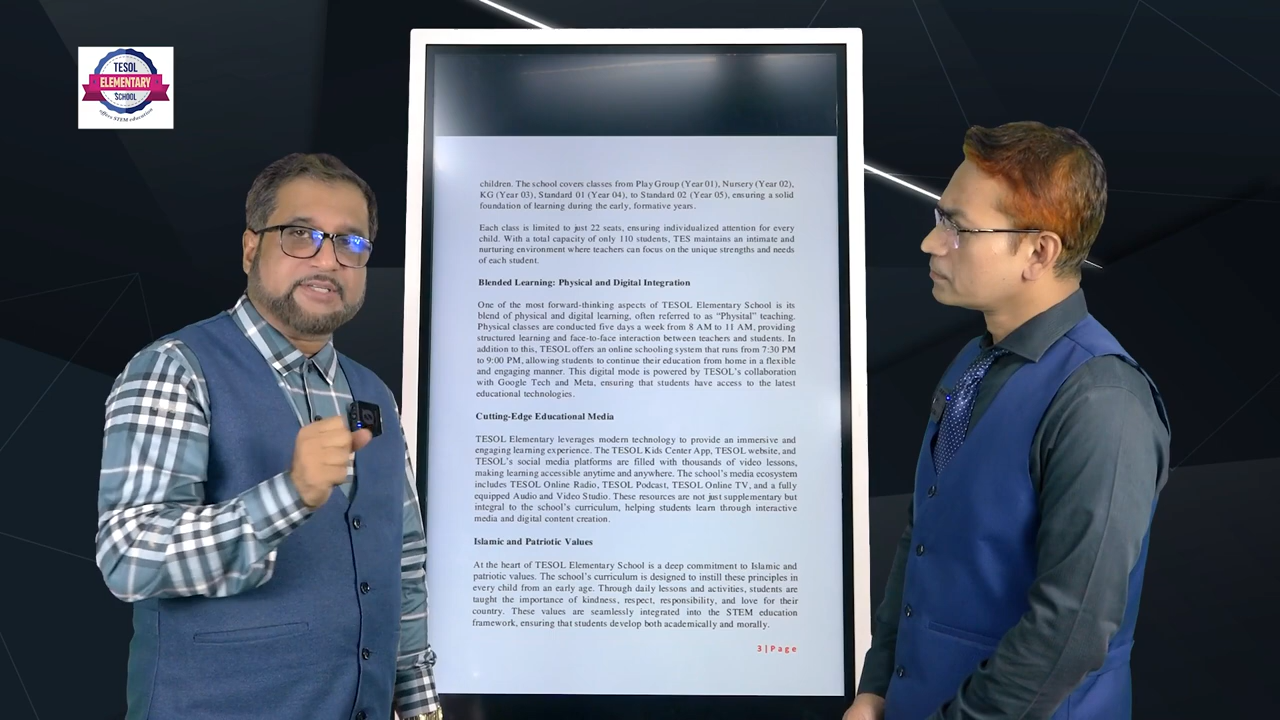 TESOL
ELEMENTARY
SCHOOL
offers STEM education
children. The school covers classes from Play Group (Year 01), Nursery (Year 02),
KG (Year 03), Standard 01 (Year 04), to Standard 02 (Year 05), ensuring a solid
foundation of learning during the early, formative years.
Each class is limited to just 22 seats, ensuring individualized attention for every
child. With a total capacity of only 110 students, TES maintains an intimate and
nurturing environment where teachers can focus on the unique strengths and needs
of each student.
Blended Learning: Physical and Digital Integration
One of the most forward-thinking aspects of TESOL Elementary School is its
blend of physical and digital learning, often referred to as “Physital” teaching.
Physical classes are conducted five days a week from 8 AM to 11 AM, providing
structured learning and face-to-face interaction between teachers and students. In
addition to this, TESOL offers an online schooling system that runs from 7:30 PM
to 9:00 PM, allowing students to continue their education from home in a flexible
and engaging manner. This digital mode is powered by TESOL’s collaboration
with Google Tech and Meta, ensuring that students have access to the latest
educational technologies.
Cutting-Edge Educational Media
TESOL Elementary leverages modern technology to provide an immersive and
engaging learning experience. The TESOL Kids Center App, TESOL website, and
TESOL’s social media platforms are filled with thousands of video lessons,
making learning accessible anytime and anywhere. The school’s media ecosystem
includes TESOL Online Radio, TESOL Podcast, TESOL Online TV, and a fully
equipped Audio and Video Studio. These resources are not just supplementary but
integral to the school’s curriculum, helping students learn through interactive
media and digital content creation.
Islamic and Patriotic Values
At the heart of TESOL Elementary School is a deep commitment to Islamic and
patriotic values. The school’s curriculum is designed to instill these principles in
every child from an early age. Through daily lessons and activities, students are
taught the importance of kindness, respect, responsibility, and love for their
country. These values are seamlessly integrated into the STEM education
framework, ensuring that students develop both academically and morally.
3 | Page